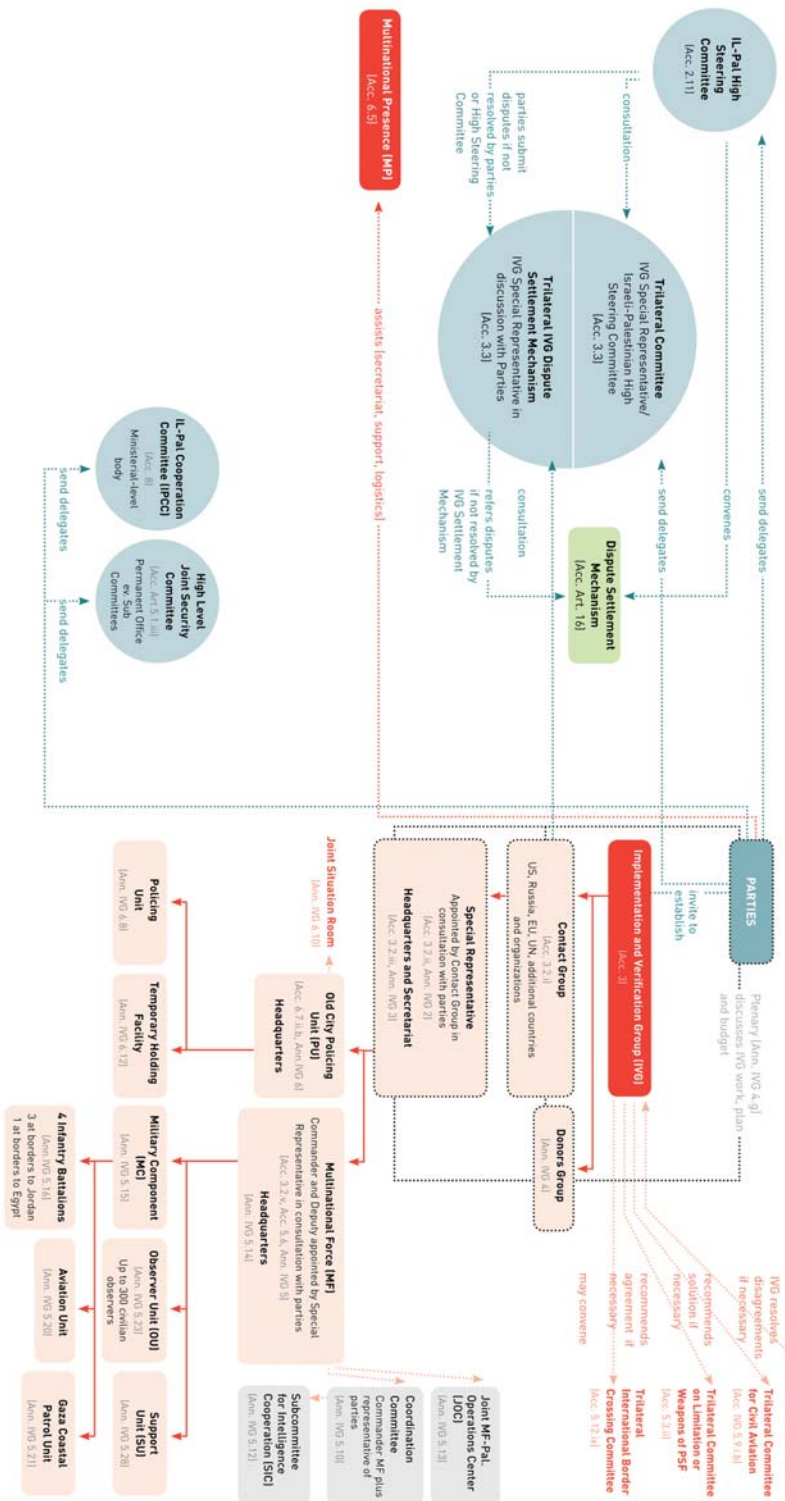 IL-Pal High
Steering
Committee
[Acc. 2.11]
send delegates
convenes
consultation
parties submit
disputes if not
resolved by parties
or High Steering
Committee
Trilateral Committee
IVG Special Representative/
Israeli-Palestinian High
Steering Committee
[Acc. 3.3]
Trilateral IVG Dispute
Settlement Mechanism
IVG Special Representative in
discussion with Parties
[Acc. 3.3]
send delegates
Dispute Settlement
Mechanism
[Acc. Art. 16]
consultation
refers disputes
if not resolved by
IVG Settlement
Mechanism
Multinational Presence (MP)
[Acc. 6.5]
assists (secretariat, support, logistics)
IL-Pal Cooperation
Committee (IPCC)
[Acc. 8]
Ministerial-level
body
send delegates
High Level
Joint Security
Committee
[Acc. Art 5.1.iii]
Permanent Office
ev. Sub
Committees
send delegates
PARTIES
invite to
establish
Plenary [Ann. IVG 4.g]
discusses IVG work, plan
and budget
Implementation and Verification Group (IVG)
[Acc. 3]
Contact Group
[Acc. 3.2.i]
US, Russia, EU, UN, additional countries
and organizations
Donors Group
[Ann. IVG 4]
Special Representative
Appointed by Contact Group in
consultation with parties
[Acc. 3.2.ii, Ann. IVG 2]
Headquarters and Secretariat
[Acc. 3.2.iii, Ann. IVG 3]
IVG resolves
disagreements
if necessary
recommends
solution if
necessary
recommends
agreement if
necessary
may convene
Trilateral Committee
for Civil Aviation
[Acc. IVG 5.9.i.b]
Trilateral Committee
on Limitation or
Weapons of PSF
[Acc. 5.3.ii]
Trilateral
International Border
Crossing Committee
[Acc. 5.12.ix]
Joint Situation Room
[Ann. IVG 6.10]
Old City Policing
Unit (PU)
[Acc. 6.7.ii.b, Ann IVG 6]
Headquarters
Policing
Unit
[Ann. IVG 6.8]
Temporary Holding
Facility
[Ann. IVG 6.12]
Multinational Force (MF)
Commander and Deputy appointed by Special
Representative in consultation with parties
[Acc. 3.2.v, Acc. 5.6, Ann. IVG 5]
Headquarters
[Ann. IVG 5.14]
Joint MF-Pal.
Operations Center
(JOC)
[Ann. IVG 5.13]
Coordination
Committee
Commander MF plus
representative of
parties
[Ann. IVG 5.10]
Subcommittee
for Intelligence
Cooperation (SIC)
[Ann. IVG 5.12]
Military Component
(MC)
[Ann. IVG 5.15]
Observer Unit (OU)
[Ann. IVG 5.23]
Up to 300 civilian
observers
Support
Unit (SU)
[Ann. IVG 5.28]
4 Infantry Battalions
[Ann.IVG 5.16]
3 at borders to Jordan
1 at borders to Egypt
Aviation Unit
[Ann. IVG 5.20]
Gaza Coastal
Patrol Unit
[Ann. IVG 5.21]